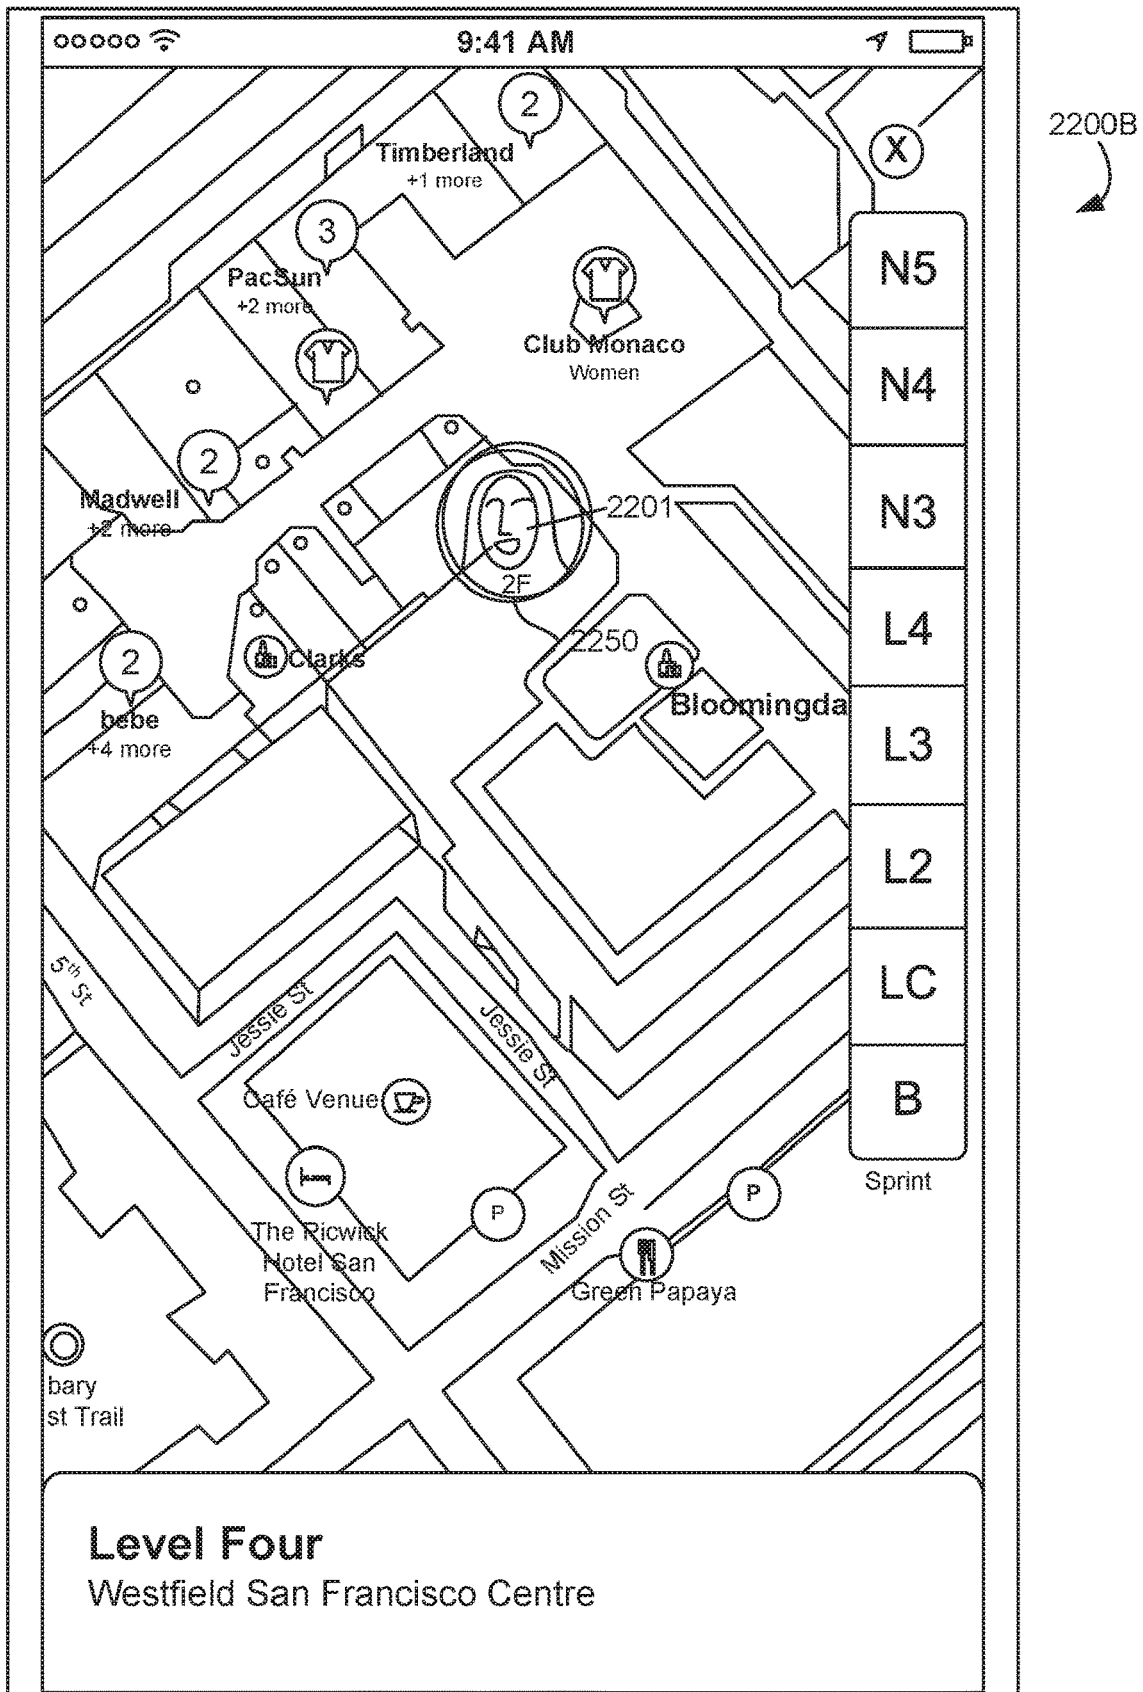 9:41 AM
2200B
2
Timberland
+1 more
X
3
PacSun
+2 more
N5
Club Monaco
Women
N4
2
Madwell
+2 more
2201
N3
2F
2250
L4
2
Clarks
bebe
+4 more
Bloomingda
L3
L2
5th St
Jessie St
Jessie St
LC
Café Venue
B
Sprint
P
P
Mission St
The Picwick
Hotel San
Francisco
Green Papaya
bary
st Trail
Level Four
Westfield San Francisco Centre